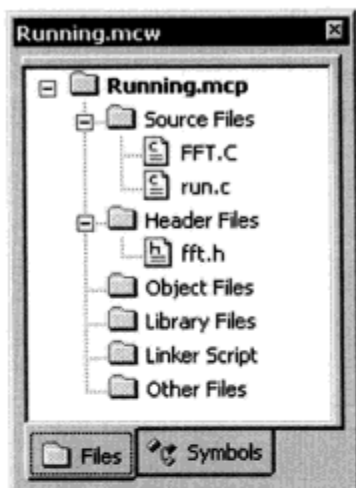 Running.mcw
Running.mcp
Source Files
FFT.C
run.c
Header Files
fft.h
Object Files
Library Files
Linker Script
Other Files
Files Symbols